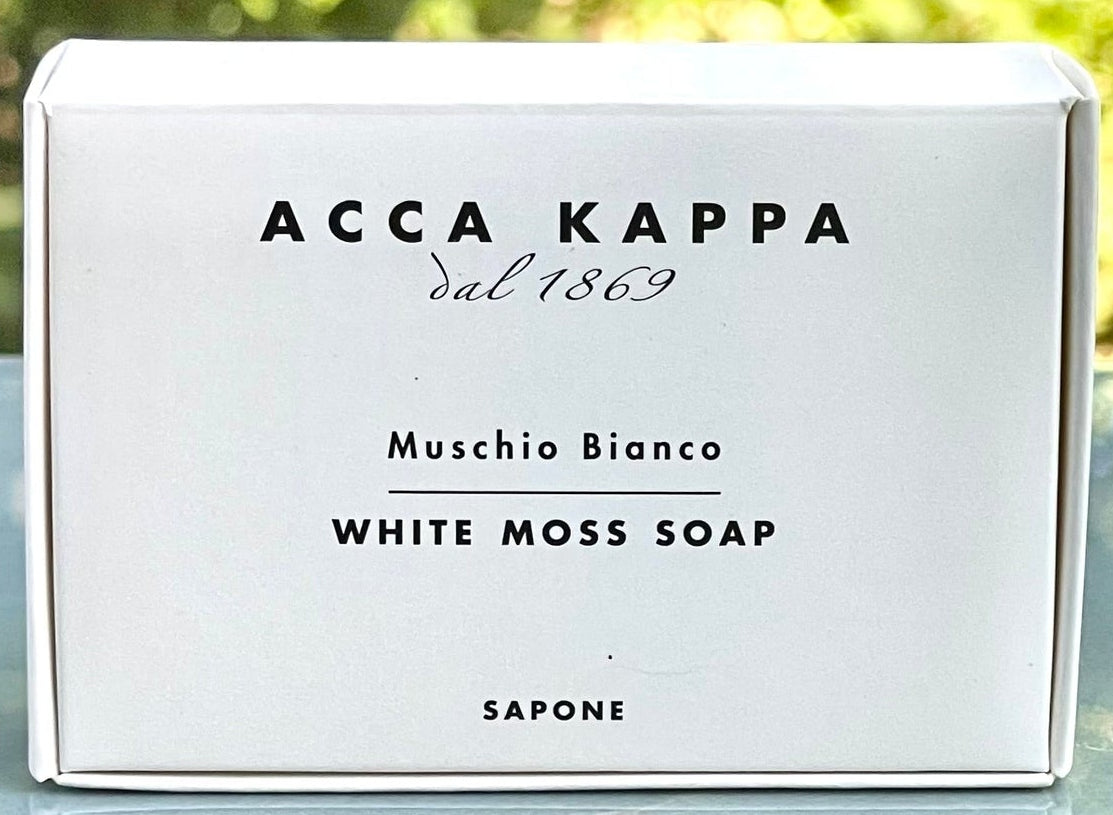 ACCA KAPPA
dal 1869
Muschio Bianco
WHITE MOSS SOAP
SAPONE